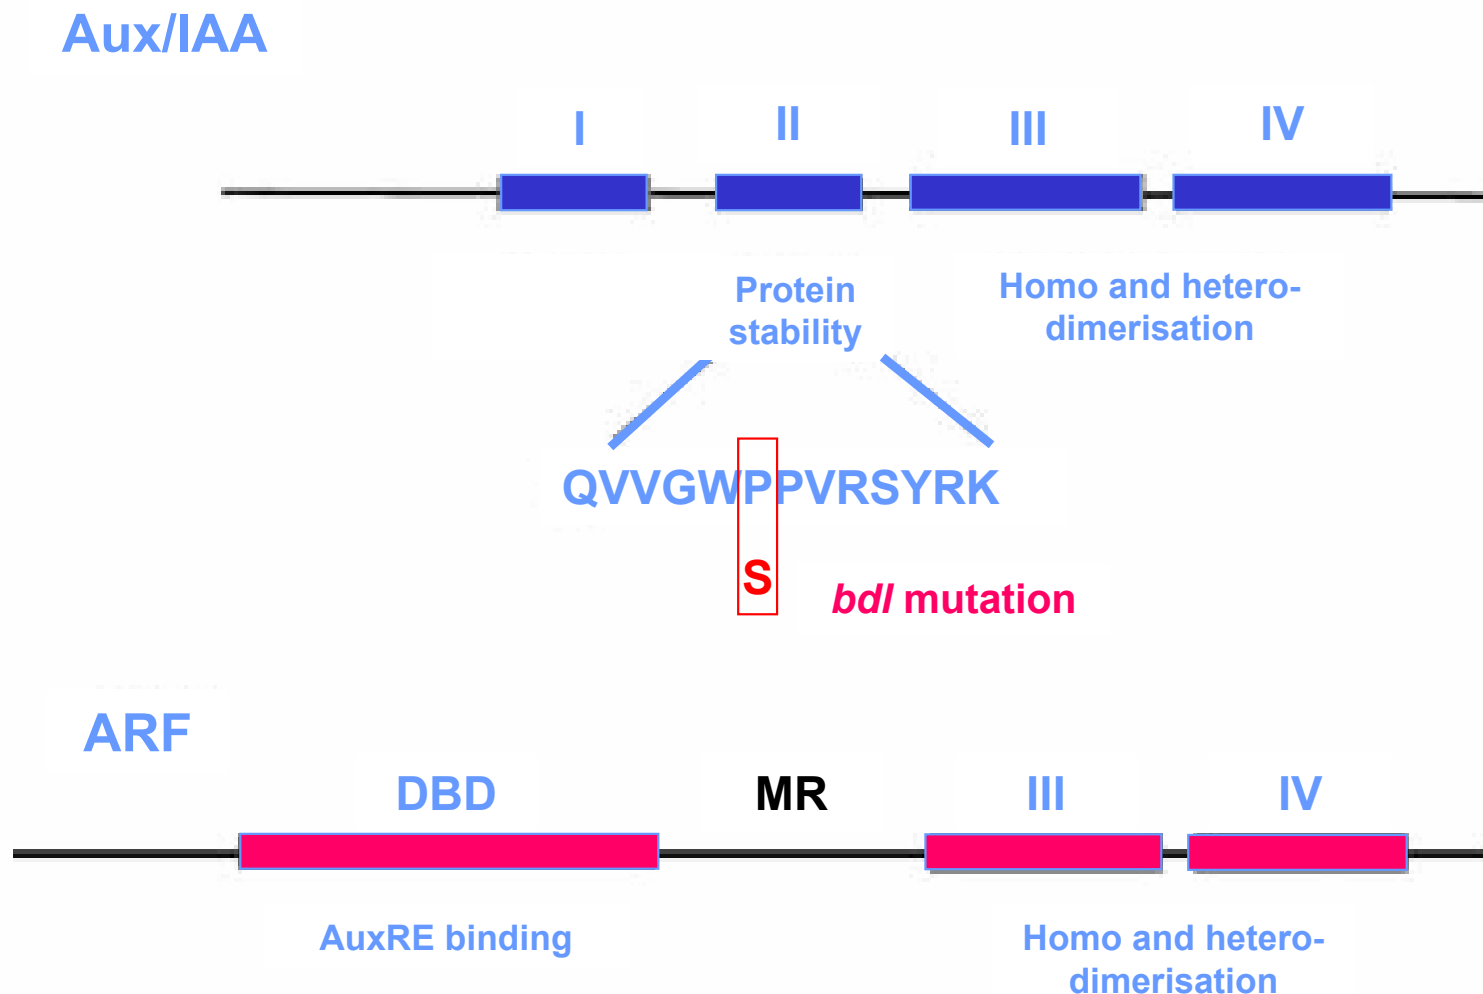 Aux/IAA
I II III IV
Protein
stability
Homo and hetero-
dimerisation
QVVGWPPVRSYRK
S
bdl mutation
ARF
DBD MR III IV
AuxRE binding
Homo and hetero-
dimerisation